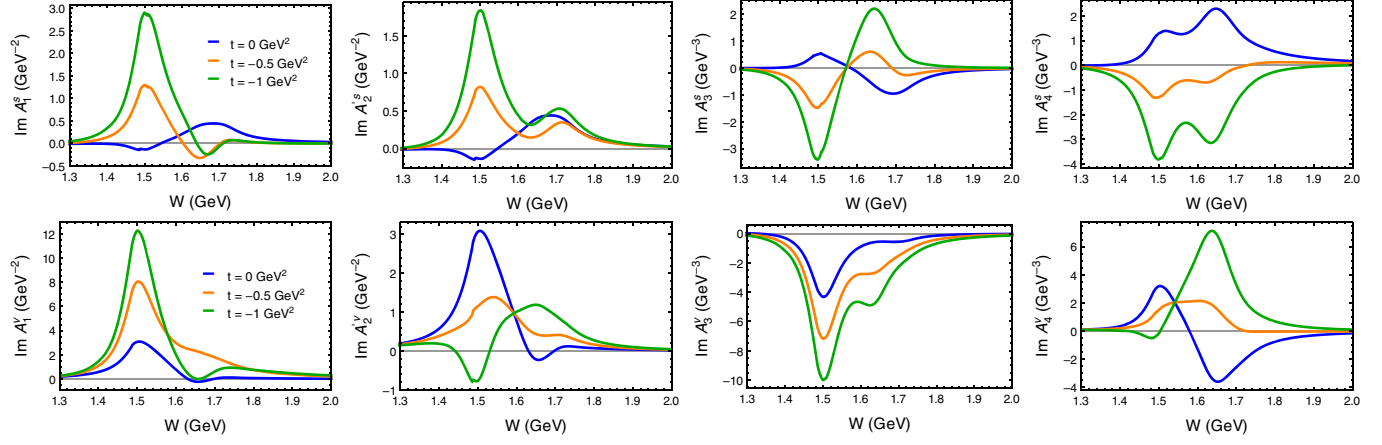 Im A₁ˢ (GeV⁻²)
3.0
2.5
2.0
1.5
1.0
0.5
0.0
−0.5
t = 0 GeV²
t = −0.5 GeV²
t = −1 GeV²
1.3 1.4 1.5 1.6 1.7 1.8 1.9 2.0
W (GeV)
Im A′₂ˢ (GeV⁻²)
1.5
1.0
0.5
0.0
1.3 1.4 1.5 1.6 1.7 1.8 1.9 2.0
W (GeV)
Im A₃ˢ (GeV⁻³)
2
1
0
−1
−2
−3
1.3 1.4 1.5 1.6 1.7 1.8 1.9 2.0
W (GeV)
Im A₄ˢ (GeV⁻³)
2
1
0
−1
−2
−3
−4
1.3 1.4 1.5 1.6 1.7 1.8 1.9 2.0
W (GeV)
Im A₁ᵛ (GeV⁻²)
12
10
8
6
4
2
0
t = 0 GeV²
t = −0.5 GeV²
t = −1 GeV²
1.3 1.4 1.5 1.6 1.7 1.8 1.9 2.0
W (GeV)
Im A′₂ᵛ (GeV⁻²)
3
2
1
0
−1
1.3 1.4 1.5 1.6 1.7 1.8 1.9 2.0
W (GeV)
Im A₃ᵛ (GeV⁻³)
0
−2
−4
−6
−8
−10
1.3 1.4 1.5 1.6 1.7 1.8 1.9 2.0
W (GeV)
Im A₄ᵛ (GeV⁻³)
6
4
2
0
−2
−4
1.3 1.4 1.5 1.6 1.7 1.8 1.9 2.0
W (GeV)